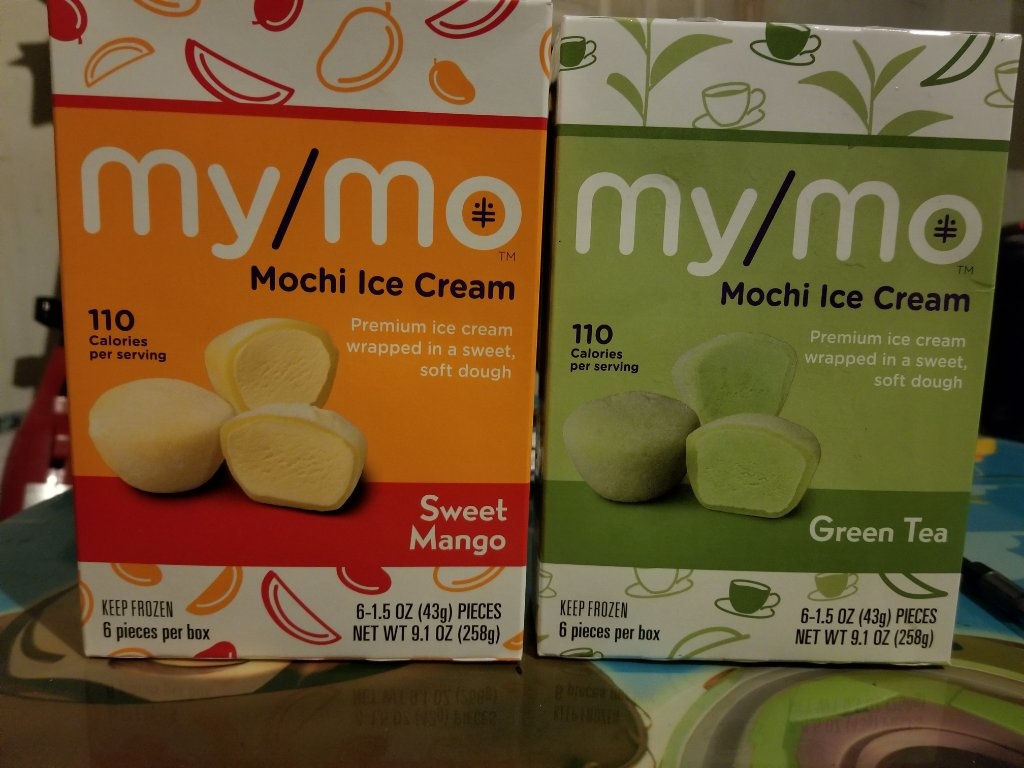 my/mo
TM
Mochi Ice Cream
110
Calories
per serving
Premium ice cream
wrapped in a sweet,
soft dough
Sweet
Mango
KEEP FROZEN
6 pieces per box
6-1.5 OZ (43g) PIECES
NET WT 9.1 OZ (258g)
my/mo
TM
Mochi Ice Cream
110
Calories
per serving
Premium ice cream
wrapped in a sweet,
soft dough
Green Tea
KEEP FROZEN
6 pieces per box
6-1.5 OZ (43g) PIECES
NET WT 9.1 OZ (258g)